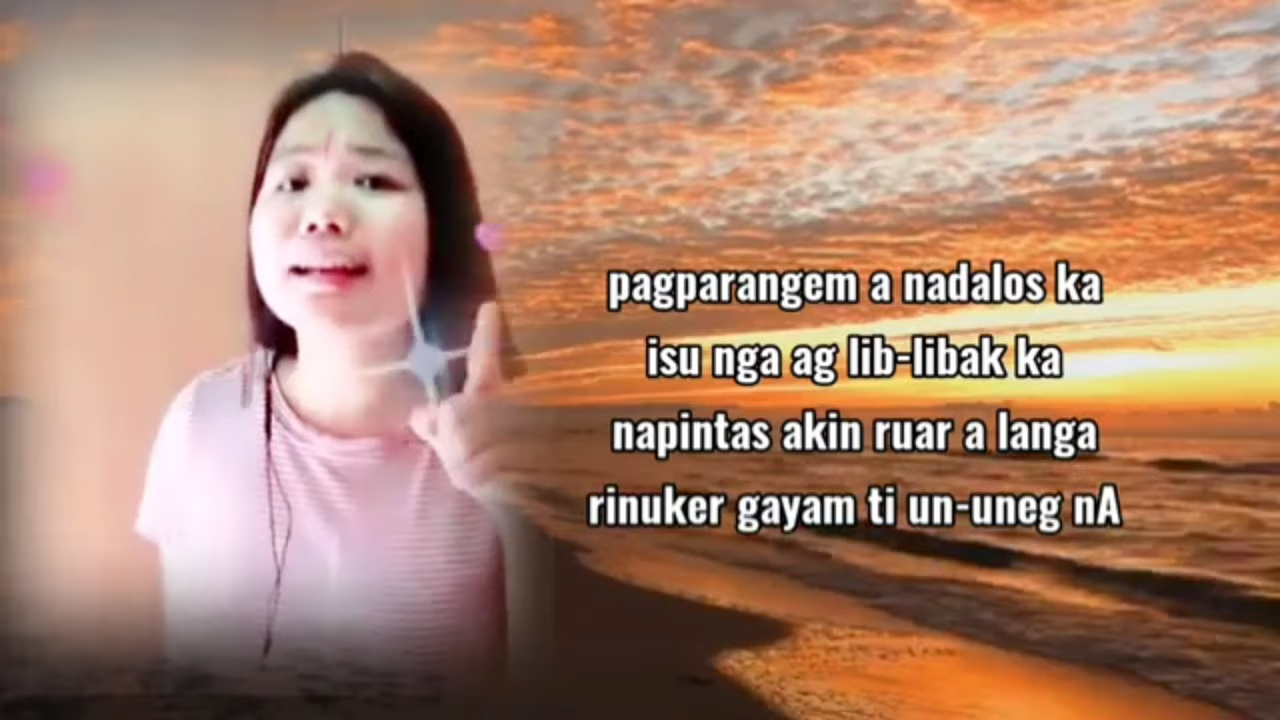 pagparangem a nadalos ka
isu nga ag lib-libak ka
napintas akin ruar a langa
rinuker gayam ti un-uneg nA